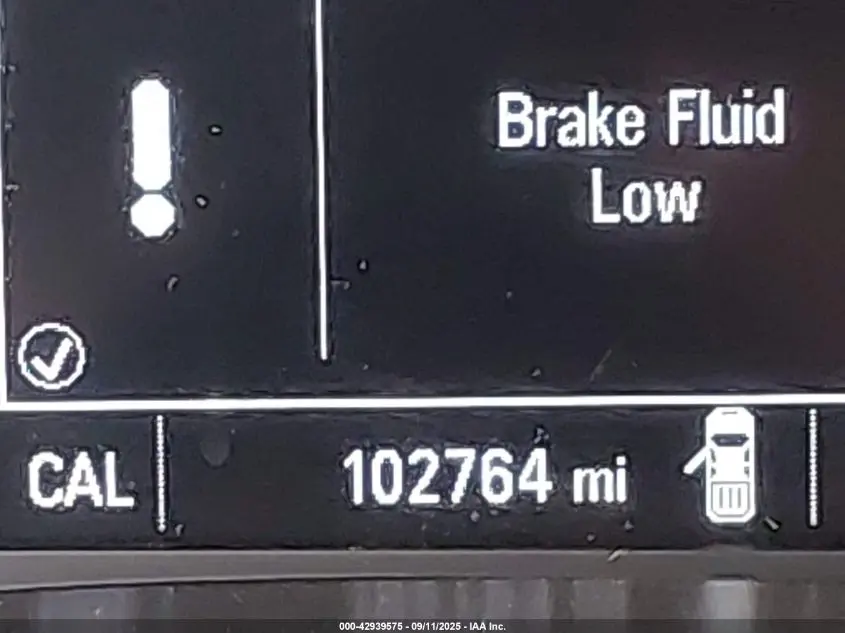 Brake Fluid
Low
CAL 102764 mi
000-42939575 - 09/11/2025 - IAA Inc.